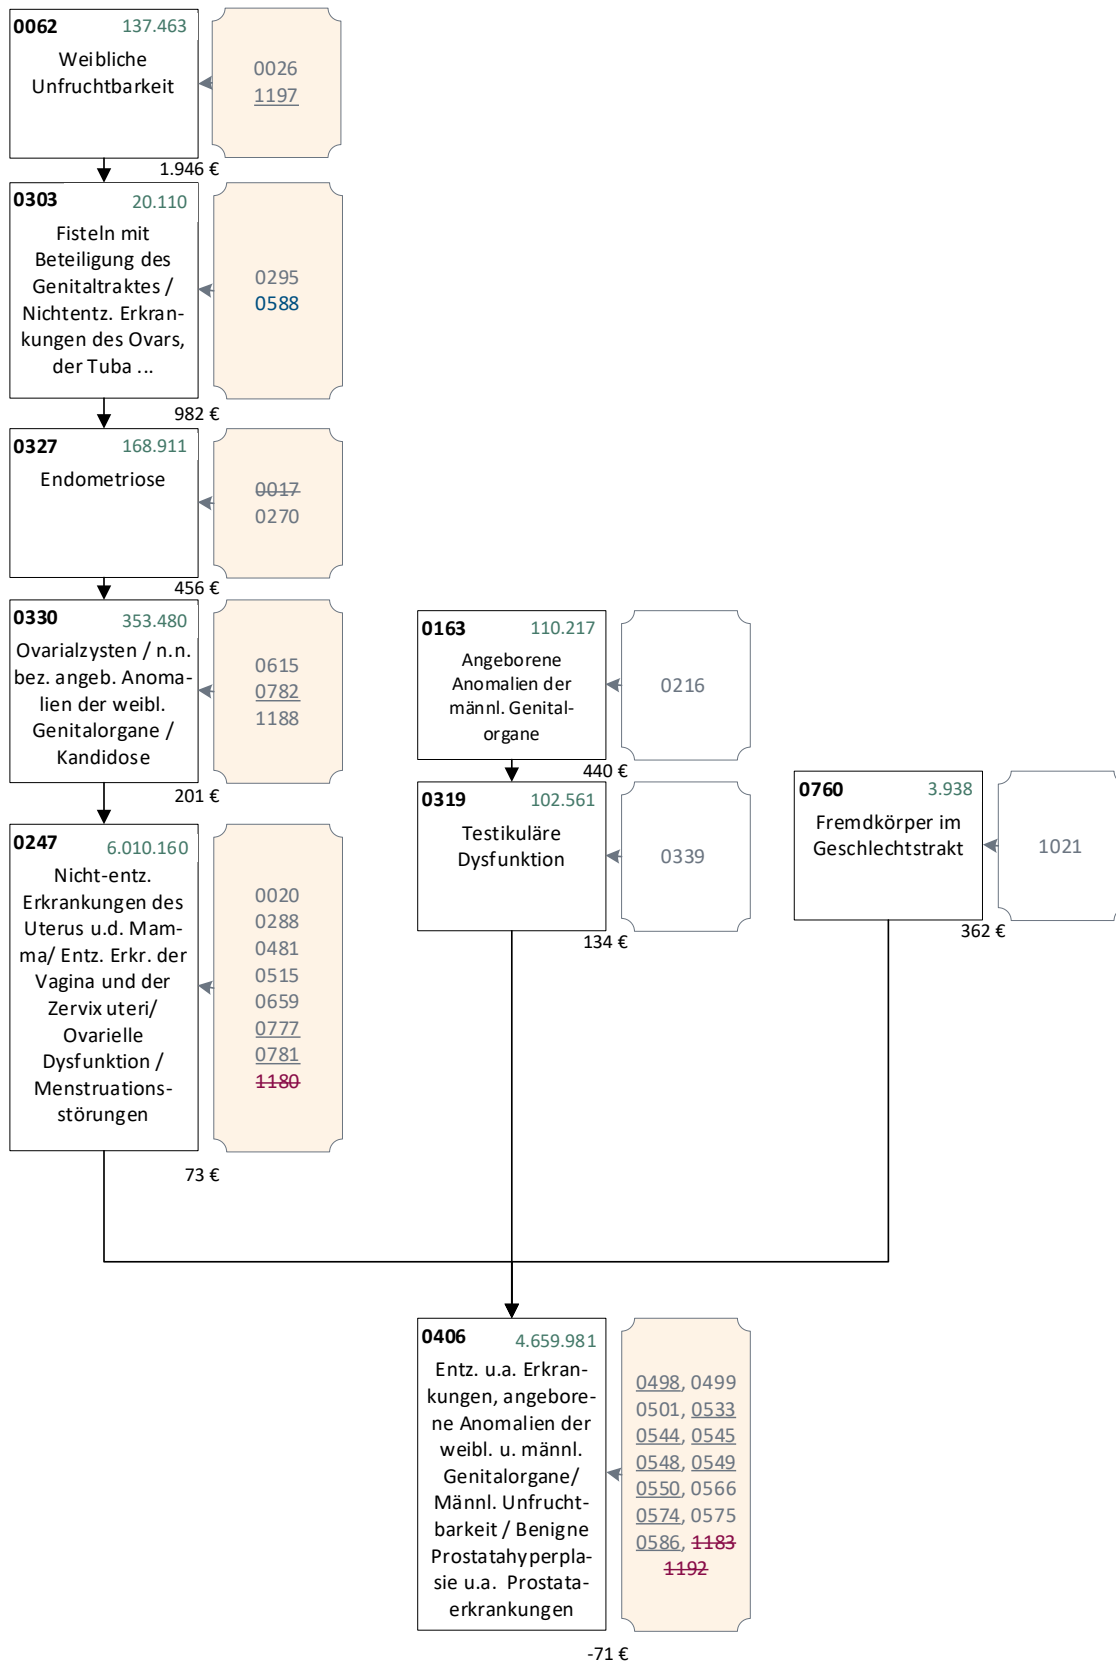 0062 137.463
Weibliche
Unfruchtbarkeit
0026
1197
1.946 €
0303 20.110
Fisteln mit
Beteiligung des
Genitaltraktes /
Nichtentz. Erkran-
kungen des Ovars,
der Tuba ...
0295
0588
982 €
0327 168.911
Endometriose
0017
0270
456 €
0330 353.480
Ovarialzysten / n.n.
bez. angeb. Anoma-
lien der weibl.
Genitalorgane /
Kandidose
0615
0782
1188
201 €
0247 6.010.160
Nicht-entz.
Erkrankungen des
Uterus u.d. Mam-
ma/ Entz. Erkr. der
Vagina und der
Zervix uteri/
Ovarielle
Dysfunktion /
Menstruations-
störungen
0020
0288
0481
0515
0659
0777
0781
1180
73 €
0163 110.217
Angeborene
Anomalien der
männl. Genital-
organe
0216
440 €
0319 102.561
Testikuläre
Dysfunktion
0339
134 €
0760 3.938
Fremdkörper im
Geschlechtstrakt
1021
362 €
0406 4.659.981
Entz. u.a. Erkran-
kungen, angebore-
ne Anomalien der
weibl. u. männl.
Genitalorgane/
Männl. Unfrucht-
barkeit / Benigne
Prostatahyperpla-
sie u.a. Prostata-
erkrankungen
0498, 0499
0501, 0533
0544, 0545
0548, 0549
0550, 0566
0574, 0575
0586, 1183
1192
-71 €